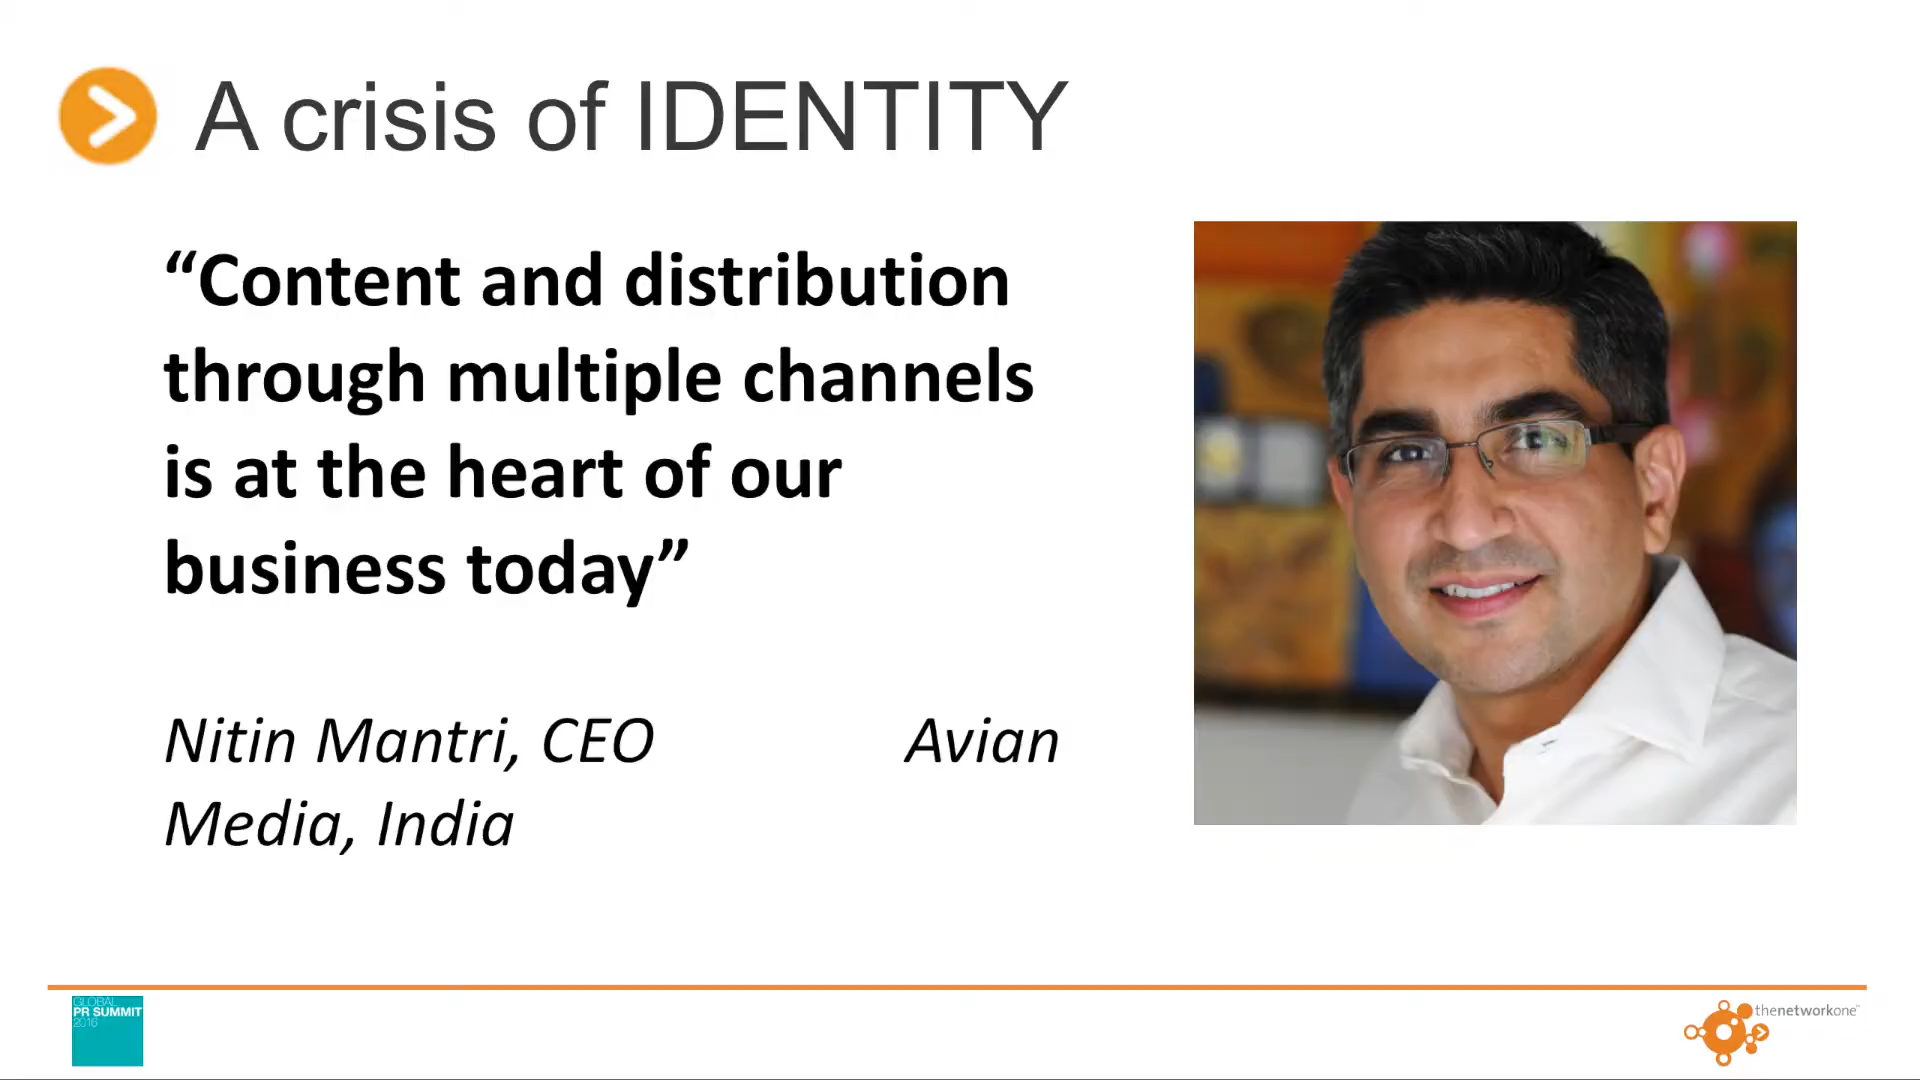 A crisis of IDENTITY
“Content and distribution
through multiple channels
is at the heart of our
business today”
Nitin Mantri, CEO Avian
Media, India
GLOBAL
PR SUMMIT
2016
thenetworkone™